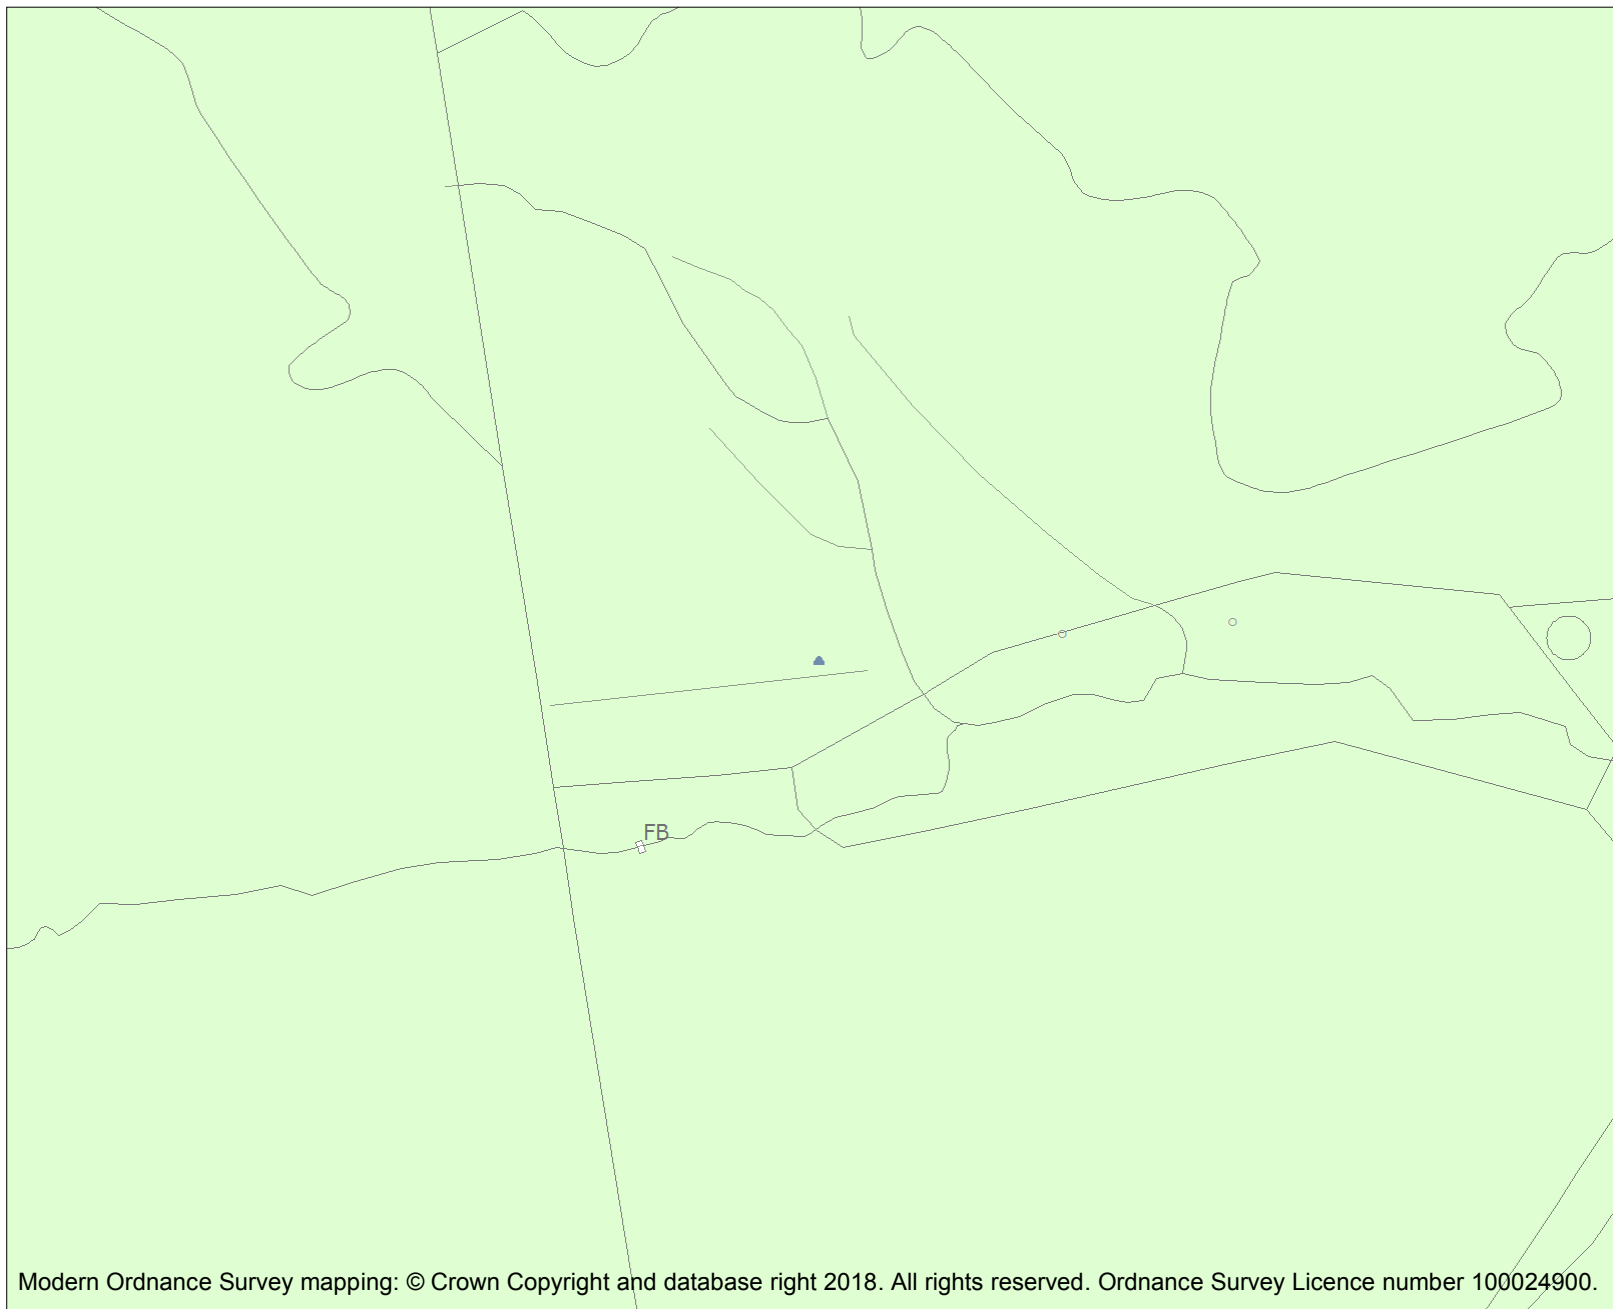 FB
Modern Ordnance Survey mapping: © Crown Copyright and database right 2018. All rights reserved. Ordnance Survey Licence number 100024900.